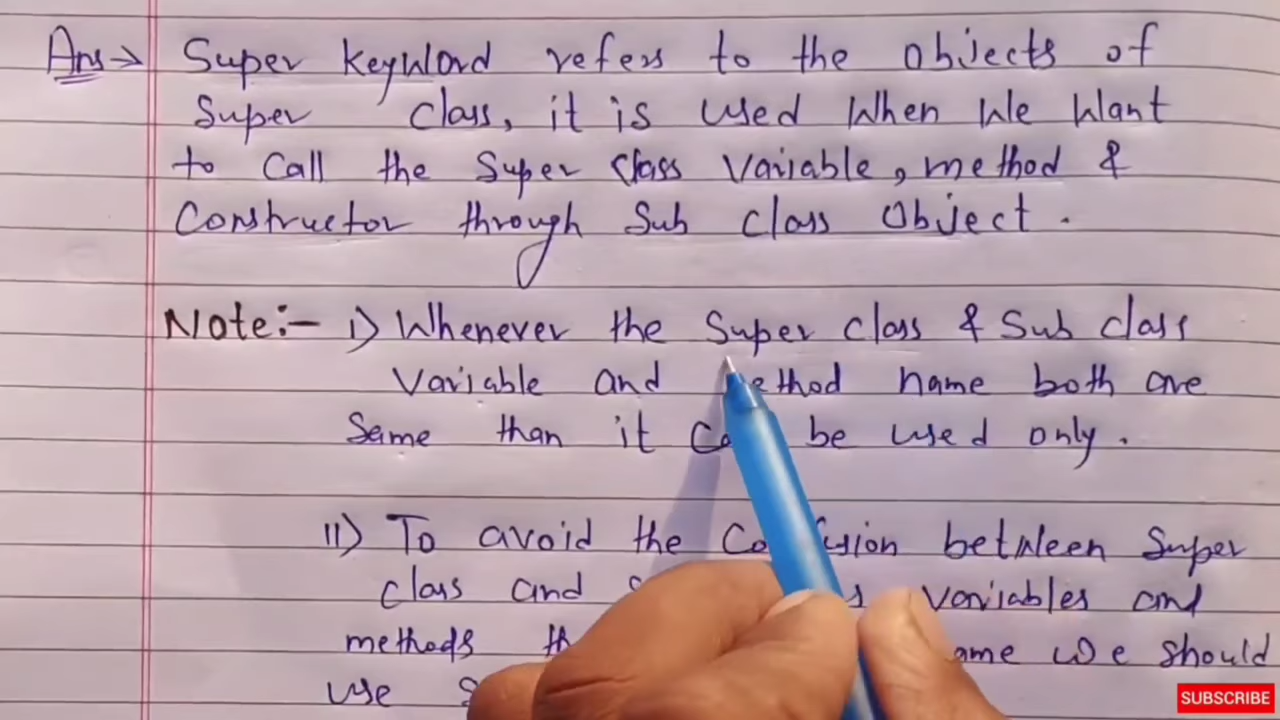 Ans→ Super keyword refers to the objects of
Super class, it is used when we want
to call the super class variable, method &
Constructor through Sub class Object.
Note:- i) Whenever the Super class & Sub class
Variable and method name both are
Same than it can be used only.
ii) To avoid the Confusion between Super
class and variables and
methods we should
use
SUBSCRIBE